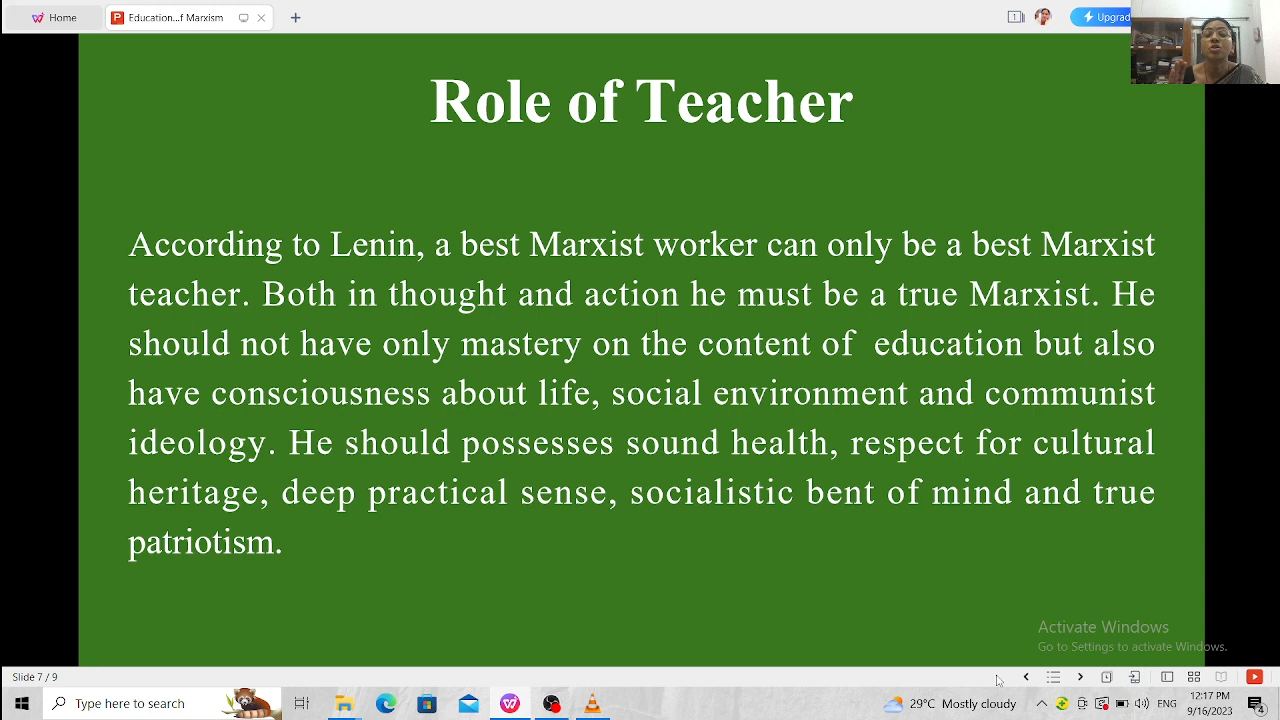 Home
Education...f Marxism
1
Upgrad
Role of Teacher
According to Lenin, a best Marxist worker can only be a best Marxist
teacher. Both in thought and action he must be a true Marxist. He
should not have only mastery on the content of education but also
have consciousness about life, social environment and communist
ideology. He should possesses sound health, respect for cultural
heritage, deep practical sense, socialistic bent of mind and true
patriotism.
Activate Windows
Go to Settings to activate Windows.
Slide 7 / 9
Type here to search
29°C Mostly cloudy
ENG
12:17 PM
9/16/2023
4